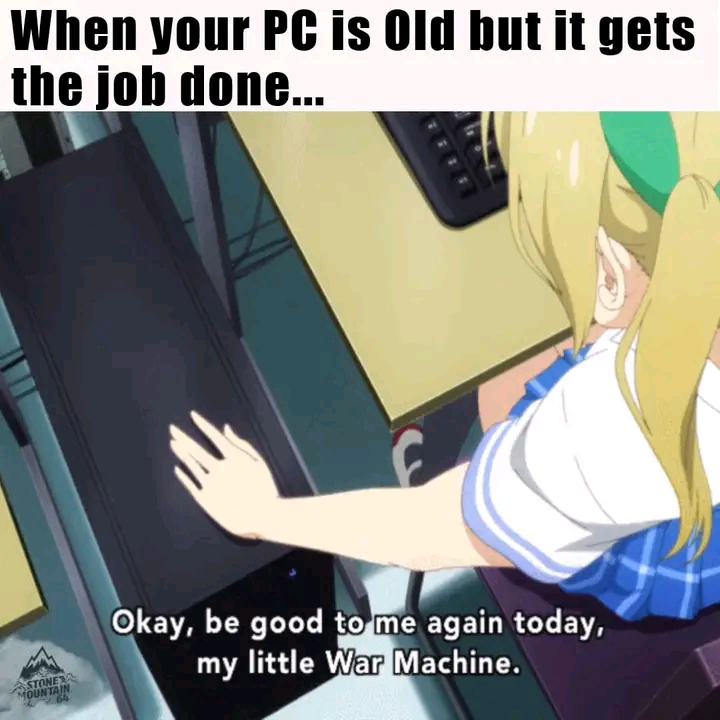 When your PC is Old but it gets
the job done...
Okay, be good to me again today,
my little War Machine.
STONE
MOUNTAIN
64